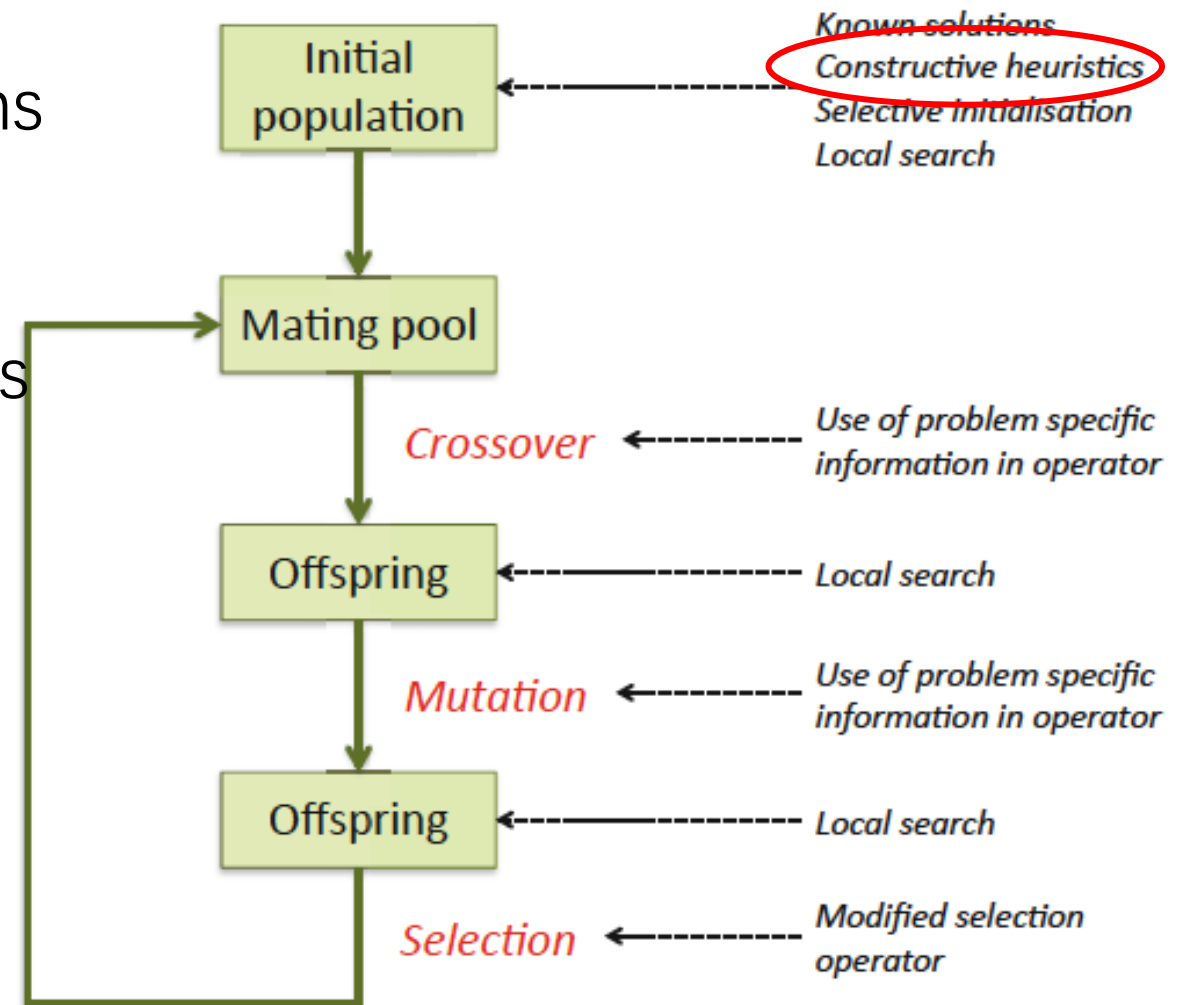 Initial
population
Known solutions
Constructive heuristics
Selective initialisation
Local search
ns
Mating pool
s
Crossover
Use of problem specific
information in operator
Offspring
Local search
Mutation
Use of problem specific
information in operator
Offspring
Local search
Selection
Modified selection
operator